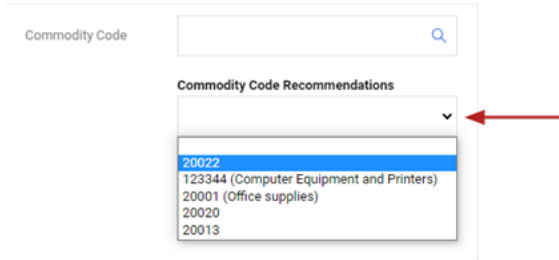 Commodity Code
Commodity Code Recommendations
20022
123344 (Computer Equipment and Printers)
20001 (Office supplies)
20020
20013